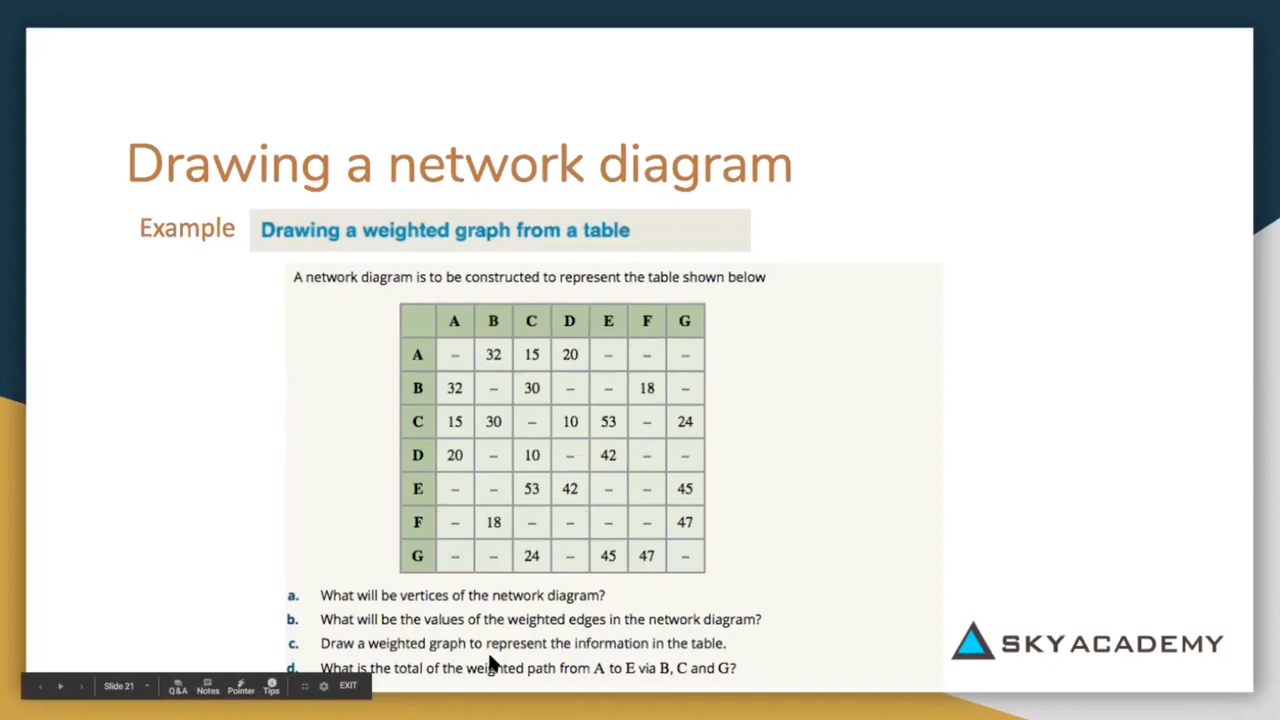 Drawing a network diagram
Example
Drawing a weighted graph from a table
A network diagram is to be constructed to represent the table shown below
A B C D E F G
A – 32 15 20 – – –
B 32 – 30 – – 18 –
C 15 30 – 10 53 – 24
D 20 – 10 – 42 – –
E – – 53 42 – – 45
F – 18 – – – – 47
G – – 24 – 45 47 –
a. What will be vertices of the network diagram?
b. What will be the values of the weighted edges in the network diagram?
c. Draw a weighted graph to represent the information in the table.
d. What is the total of the weighted path from A to E via B, C and G?
SKY ACADEMY
Slide 21 Q&A Notes Pointer Tips EXIT